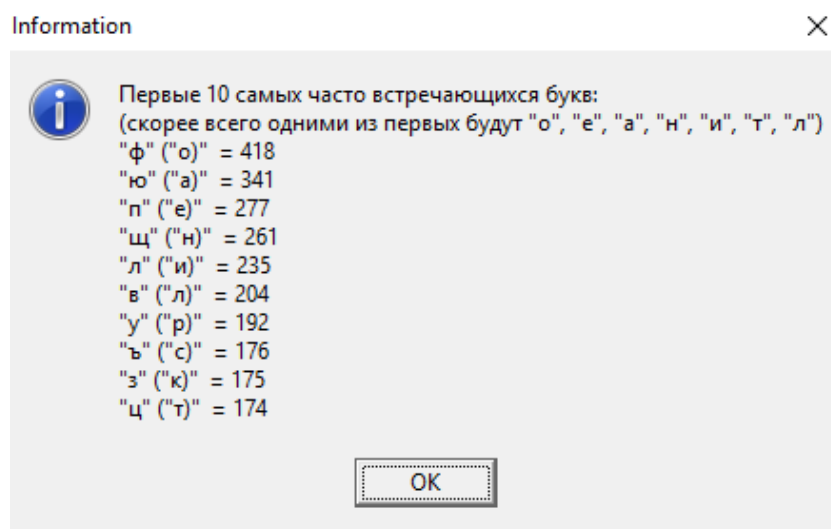 Information
Первые 10 самых часто встречающихся букв:
(скорее всего одними из первых будут "о", "е", "а", "н", "и", "т", "л")
"ф" ("о)"  = 418
"ю" ("а)"  = 341
"п" ("е)"  = 277
"щ" ("н)"  = 261
"л" ("и)"  = 235
"в" ("л)"  = 204
"у" ("р)"  = 192
"ъ" ("с)"  = 176
"з" ("к)"  = 175
"ц" ("т)"  = 174
OK